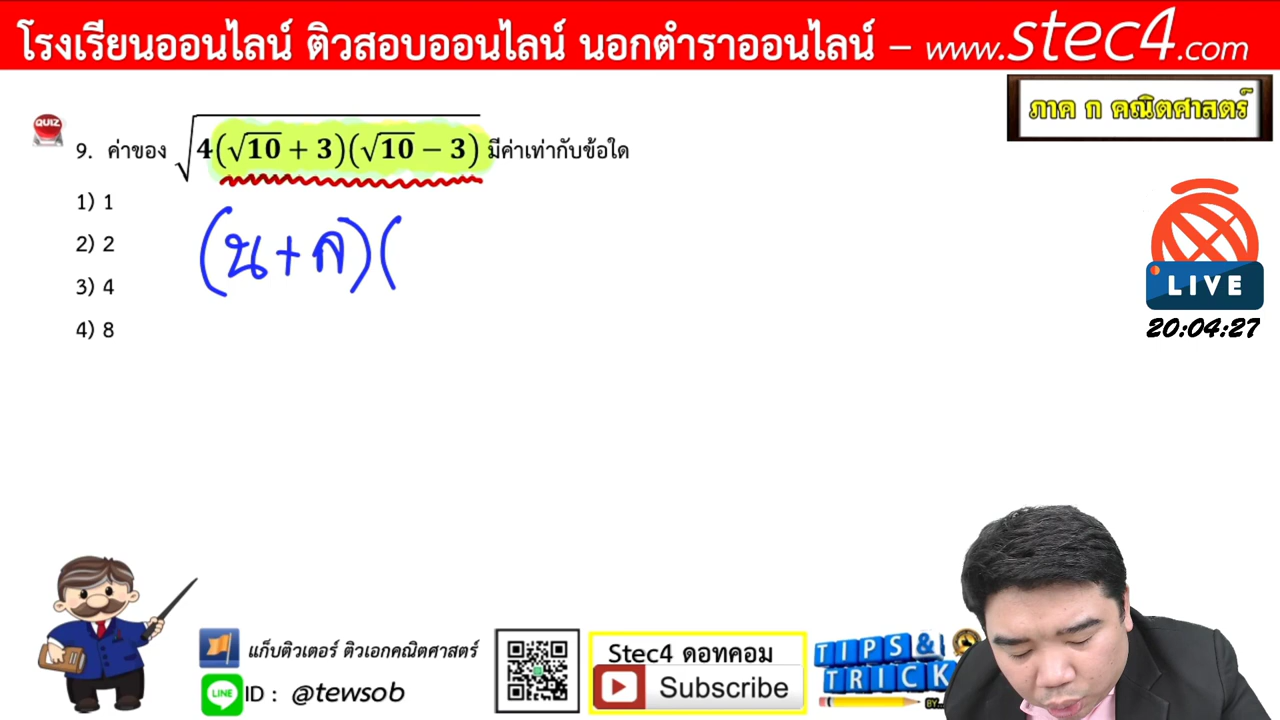 โรงเรียนออนไลน์ ติวสอบออนไลน์ นอกตำราออนไลน์ – www.stec4.com
ภาค ก คณิตศาสตร์
QUIZ
9. ค่าของ √4(√10 + 3)(√10 − 3) มีค่าเท่ากับข้อใด
1) 1
2) 2
3) 4
4) 8
(น+ล)(
LIVE
20:04:27
แก็บติวเตอร์ ติวเอกคณิตศาสตร์
LINE ID : @tewsob
Stec4 ดอทคอม
Subscribe
TIPS &
TRICK
BY..